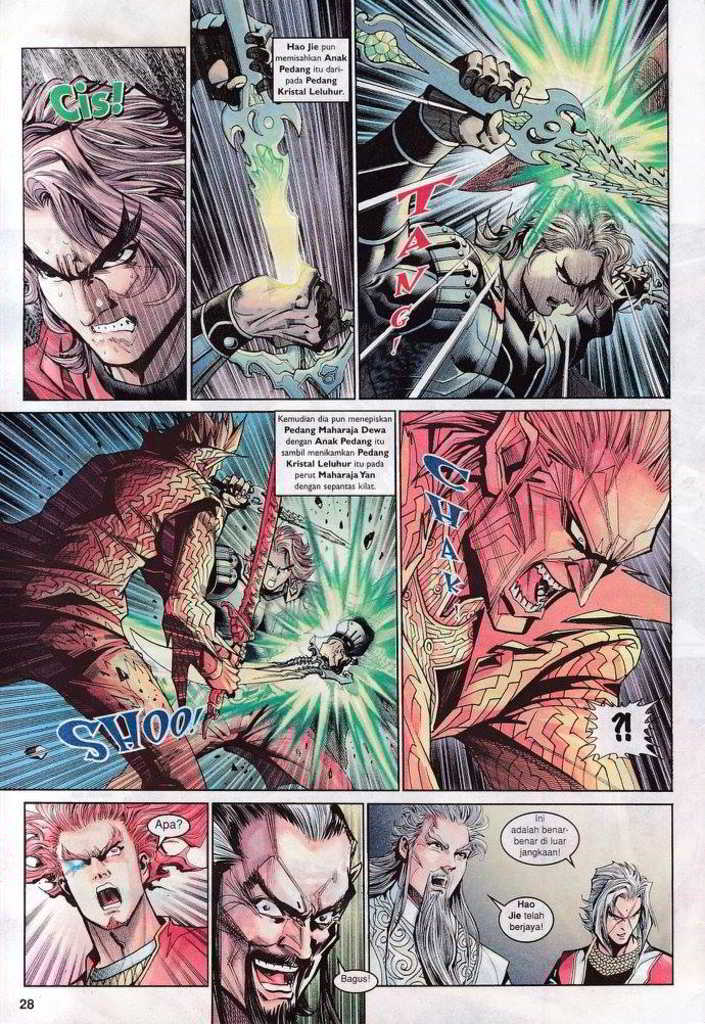 Cis!
Hao Jie pun
memisahkan Anak
Pedang itu dari-
pada Pedang
Kristal Leluhur.
TANG!
Kemudian dia pun menepiskan
Pedang Maharaja Dewa
dengan Anak Pedang itu
sambil menikamkan Pedang
Kristal Leluhur itu pada
perut Maharaja Yan
dengan sepantas kilat.
SHOO!
CHAK!
?!
Apa?
Bagus!
Ini
adalah benar-
benar di luar
jangkaan!
Hao
Jie telah
berjaya!
28